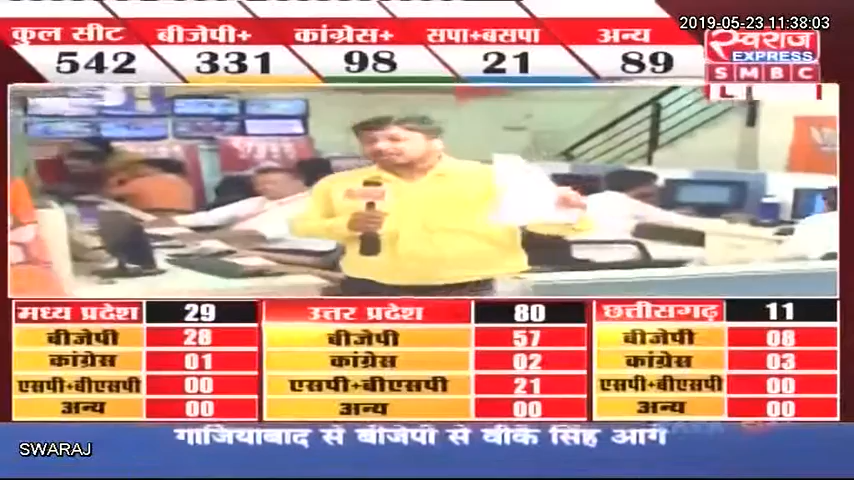 2019-05-23 11:38:03
कुल सीट बीजेपी+ कांग्रेस+ सपा+बसपा अन्य
542 331 98 21 89
स्वराज
EXPRESS
SMBC
मध्य प्रदेश 29 उत्तर प्रदेश 80 छत्तीसगढ़ 11
बीजेपी 28 बीजेपी 57 बीजेपी 08
कांग्रेस 01 कांग्रेस 02 कांग्रेस 03
एसपी+बीएसपी 00 एसपी+बीएसपी 21 एसपी+बीएसपी 00
अन्य 00 अन्य 00 अन्य 00
गाजियाबाद से बीजेपी से वीके सिंह आगे
SWARAJ